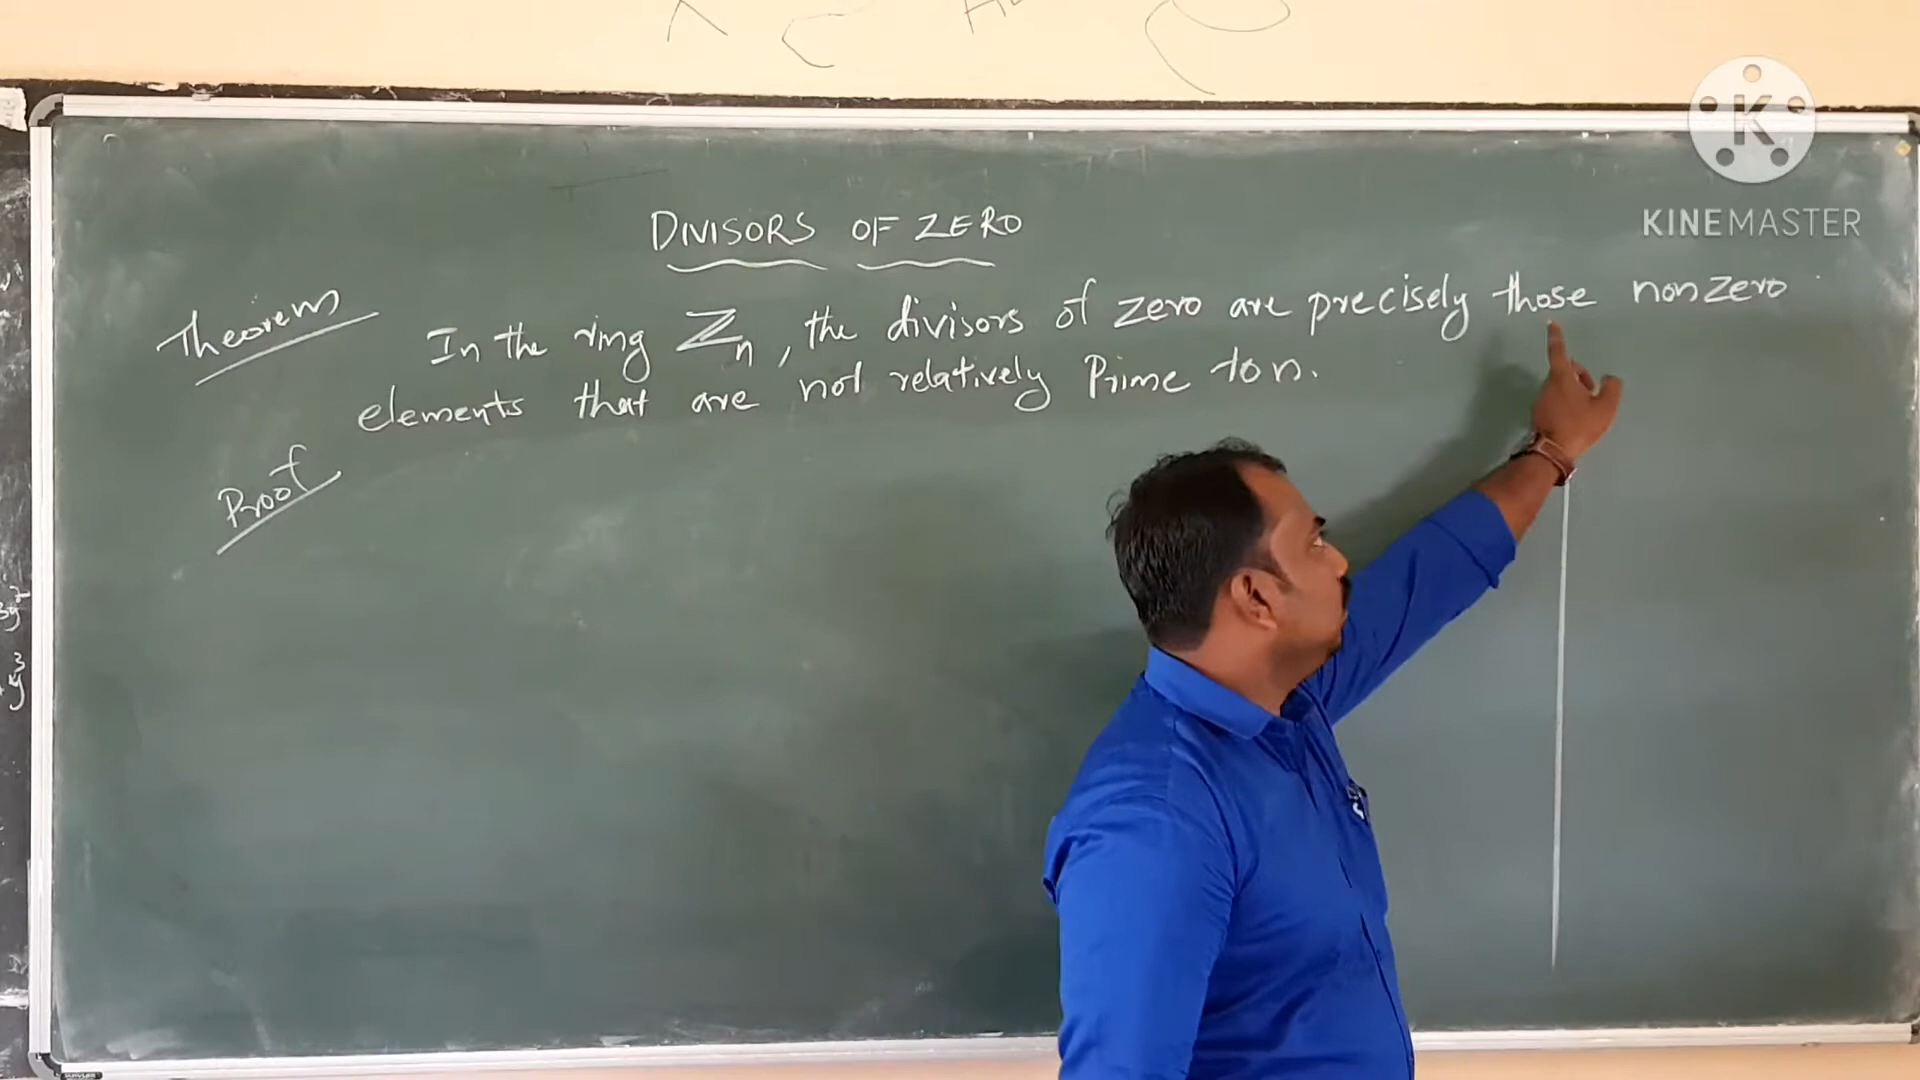 K
KINEMASTER
DIVISORS OF ZERO
Theorem
In the ring Zn, the divisors of zero are precisely those nonzero
elements that are not relatively Prime to n.
Proof